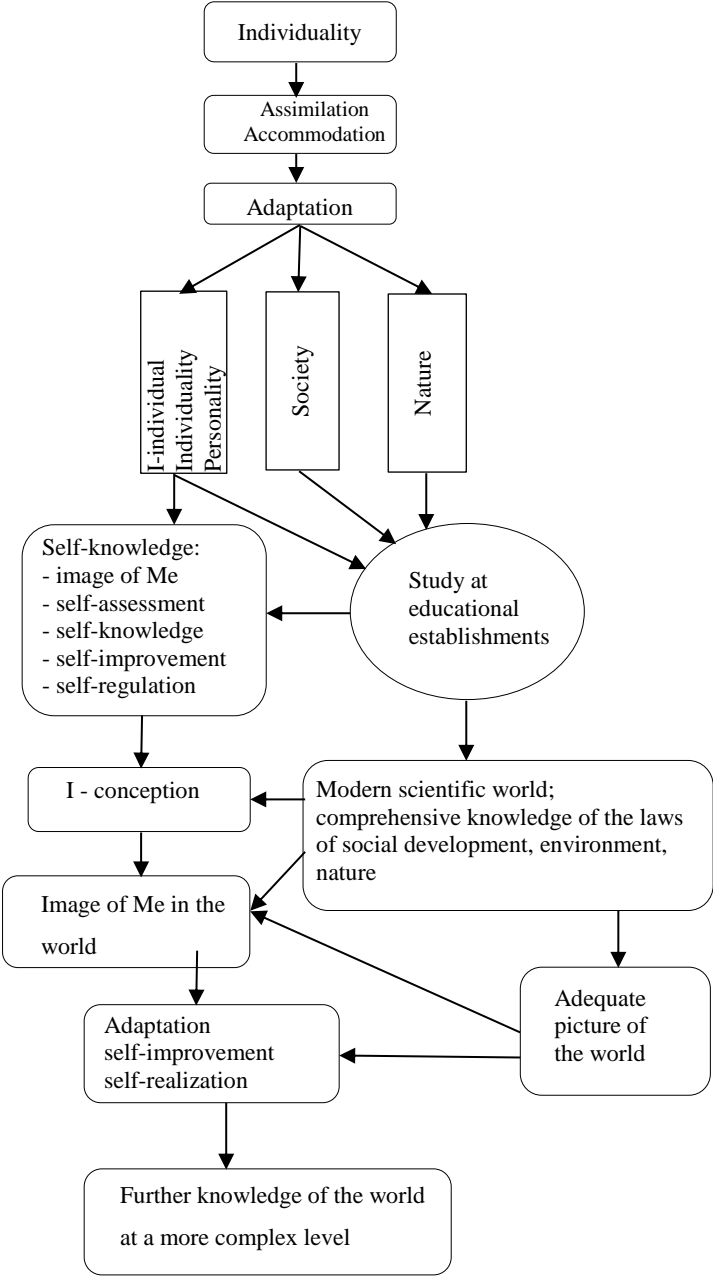 Individuality
Assimilation
Accommodation
Adaptation
I-individual
Individuality
Personality
Society
Nature
Self-knowledge:
- image of Me
- self-assessment
- self-knowledge
- self-improvement
- self-regulation
Study at
educational
establishments
I - conception
Modern scientific world;
comprehensive knowledge of the laws
of social development, environment,
nature
Image of Me in the
world
Adequate
picture of
the world
Adaptation
self-improvement
self-realization
Further knowledge of the world
at a more complex level